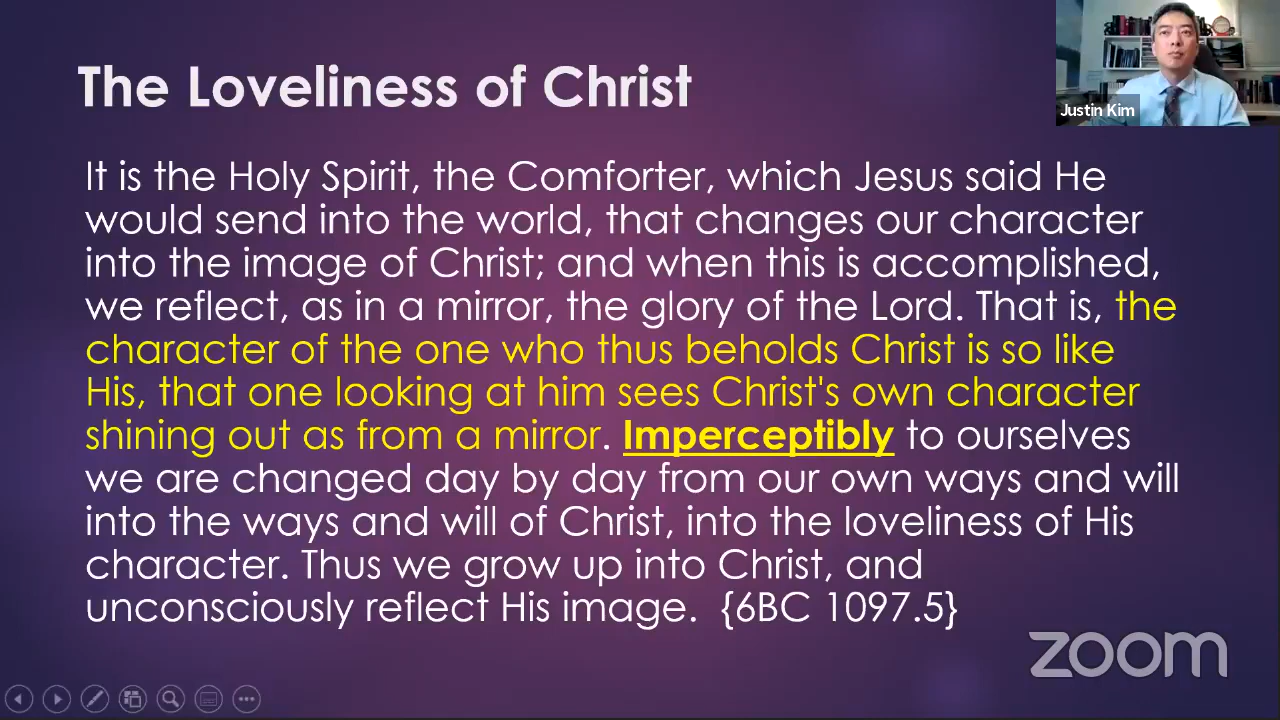 The Loveliness of Christ
Justin Kim
It is the Holy Spirit, the Comforter, which Jesus said He
would send into the world, that changes our character
into the image of Christ; and when this is accomplished,
we reflect, as in a mirror, the glory of the Lord. That is, the
character of the one who thus beholds Christ is so like
His, that one looking at him sees Christ's own character
shining out as from a mirror. Imperceptibly to ourselves
we are changed day by day from our own ways and will
into the ways and will of Christ, into the loveliness of His
character. Thus we grow up into Christ, and
unconsciously reflect His image.  {6BC 1097.5}
zoom